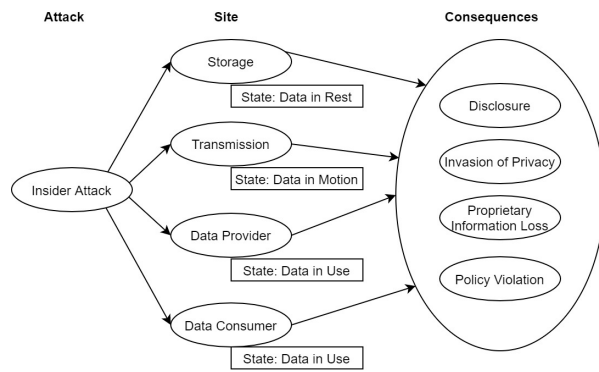 Attack
Site
Consequences
Storage
State: Data in Rest
Transmission
State: Data in Motion
Insider Attack
Data Provider
State: Data in Use
Data Consumer
State: Data in Use
Disclosure
Invasion of Privacy
Proprietary
Information Loss
Policy Violation